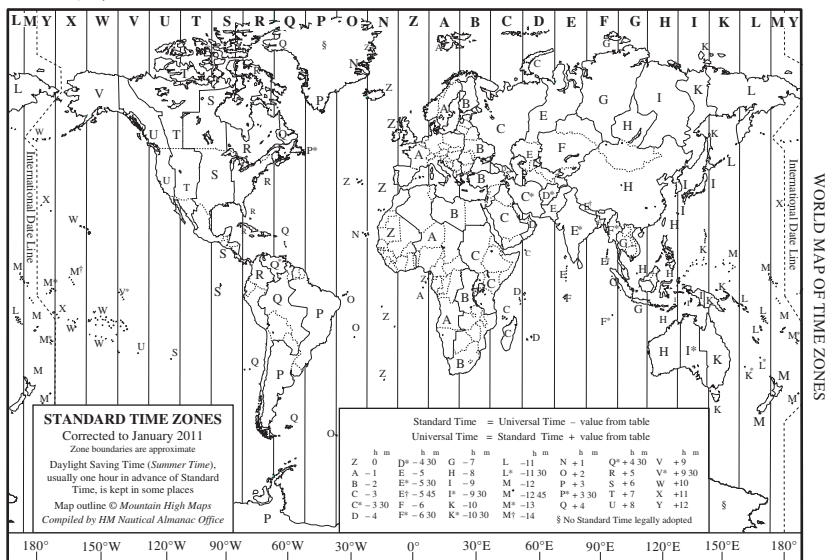 L M Y X W V U T S R Q P O N Z A B C D E F G H I K L M Y
WORLD MAP OF TIME ZONES
Q § G K
N C
L V S Z A B C E G I K L
W U T R Q P P* Z H K W
International Date Line
International Date Line
U T S R Z A B E F H I L
X W R Z N C* D* E E* H I X
S Q Z A B C E* F* G H K M
M M† V* S R Q P O A B C D E F H K M
L X W U S P O Z A B C D F* G H I* K L
M Q P Z B K M
STANDARD TIME ZONES
Corrected to January 2011
Zone boundaries are approximate
Daylight Saving Time (Summer Time),
usually one hour in advance of Standard
Time, is kept in some places
Map outline © Mountain High Maps
Compiled by HM Nautical Almanac Office
Standard Time = Universal Time – value from table
Universal Time = Standard Time + value from table
h m h m h m h m h m h m h m
Z 0 D* – 4 30 G – 7 L –11 N + 1 Q* + 4 30 V + 9
A – 1 E – 5 H – 8 L* –11 30 O + 2 R + 5 V* + 9 30
B – 2 E* – 5 30 I – 9 M –12 P + 3 S + 6 W +10
C – 3 E† – 5 45 I* – 9 30 M• –12 45 P* + 3 30 T + 7 X +11
C* – 3 30 F – 6 K –10 M* –13 Q + 4 U + 8 Y +12
D – 4 F* – 6 30 K* –10 30 M† –14 § No Standard Time legally adopted
P §
180° 150°W 120°W 90°W 60°W 30°W 0° 30°E 60°E 90°E 120°E 150°E 180°